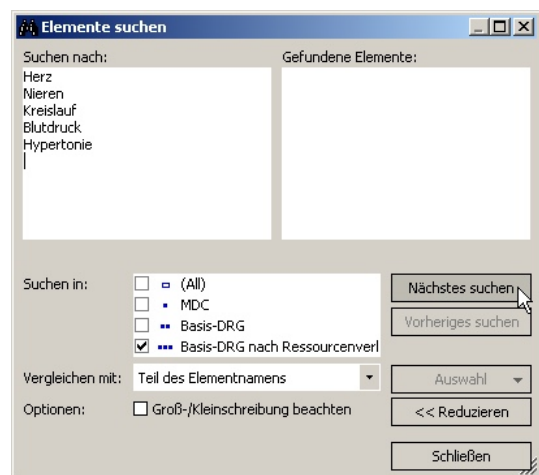 Elemente suchen
Suchen nach:
Gefundene Elemente:
Herz
Nieren
Kreislauf
Blutdruck
Hypertonie
Suchen in:
(All)
MDC
Basis-DRG
Basis-DRG nach Ressourcenverl
Nächstes suchen
Vorheriges suchen
Vergleichen mit: Teil des Elementnamens
Auswahl
Optionen: Groß-/Kleinschreibung beachten
<< Reduzieren
Schließen